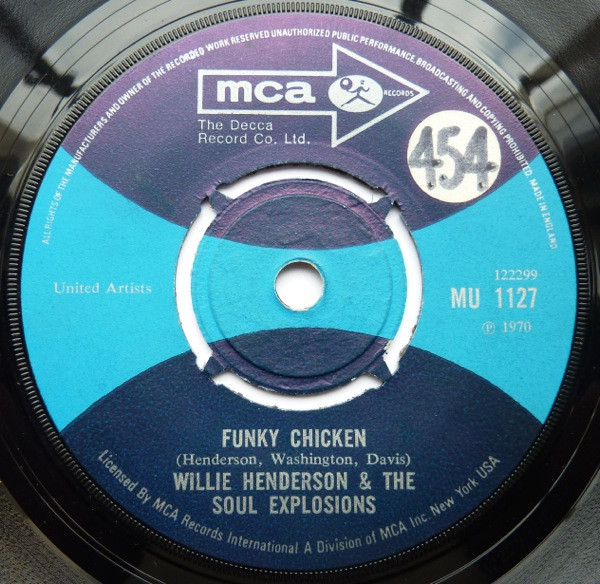 ALL RIGHTS OF THE MANUFACTURERS AND OWNER OF THE RECORDED WORK RESERVED UNAUTHORIZED PUBLIC PERFORMANCE BROADCASTING AND COPYING PROHIBITED MADE IN ENGLAND
mca RECORDS
The Decca
Record Co. Ltd.
454
United Artists
122299
MU 1127
℗ 1970
FUNKY CHICKEN
(Henderson, Washington, Davis)
WILLIE HENDERSON & THE
SOUL EXPLOSIONS
Licensed By MCA Records International A Division of MCA Inc. New York USA